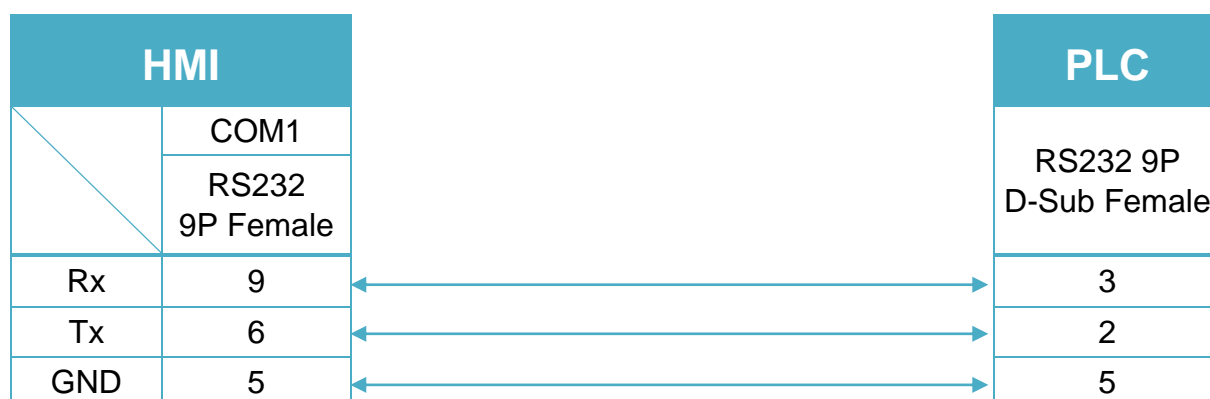 HMI
PLC
COM1
RS232
9P Female
RS232 9P
D-Sub Female
Rx 9 3
Tx 6 2
GND 5 5